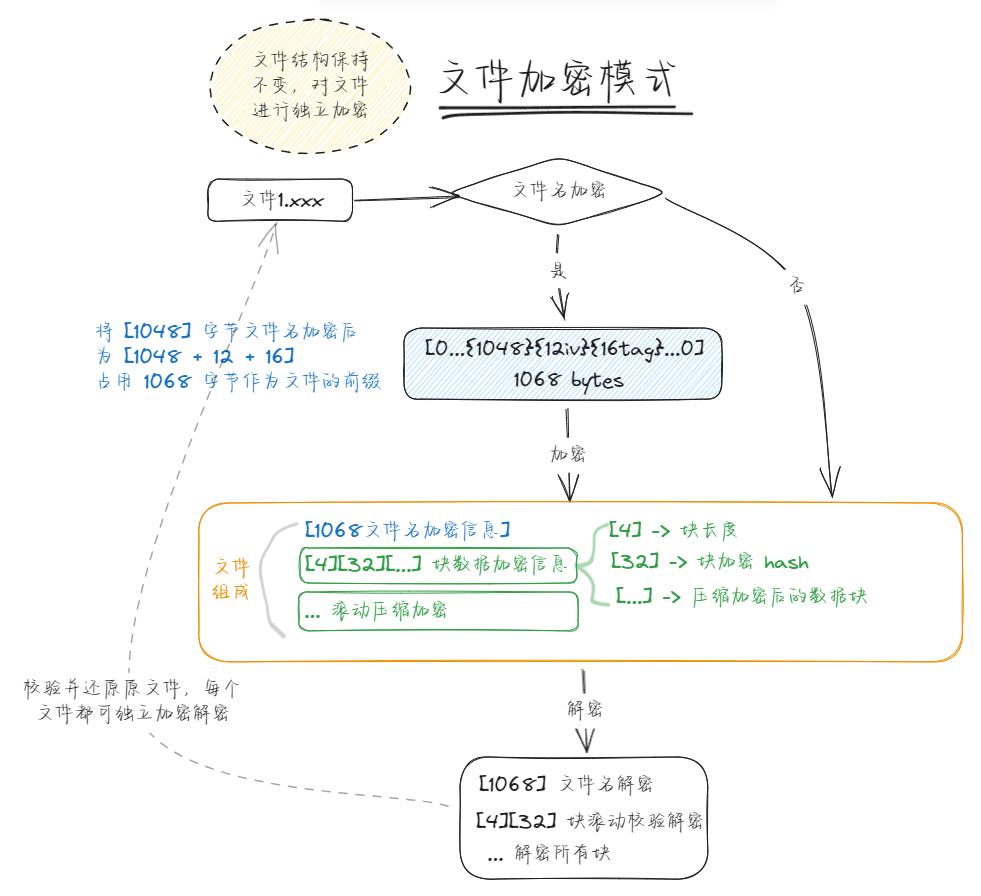 文件结构保持
不变，对文件
进行独立加密
文件加密模式
文件1.xxx
文件名加密
是
否
将 [1048] 字节文件名加密后
为 [1048 + 12 + 16]
占用 1068 字节作为文件的前缀
[0...{1048}{12iv}{16tag}...0]
1068 bytes
加密
文件
组成
[1068文件名加密信息]
[4][32][...] 块数据加密信息
... 滚动压缩加密
[4] -> 块长度
[32] -> 块加密 hash
[...] -> 压缩加密后的数据块
校验并还原原文件，每个
文件都可独立加密解密
解密
[1068] 文件名解密
[4][32] 块滚动校验解密
... 解密所有块